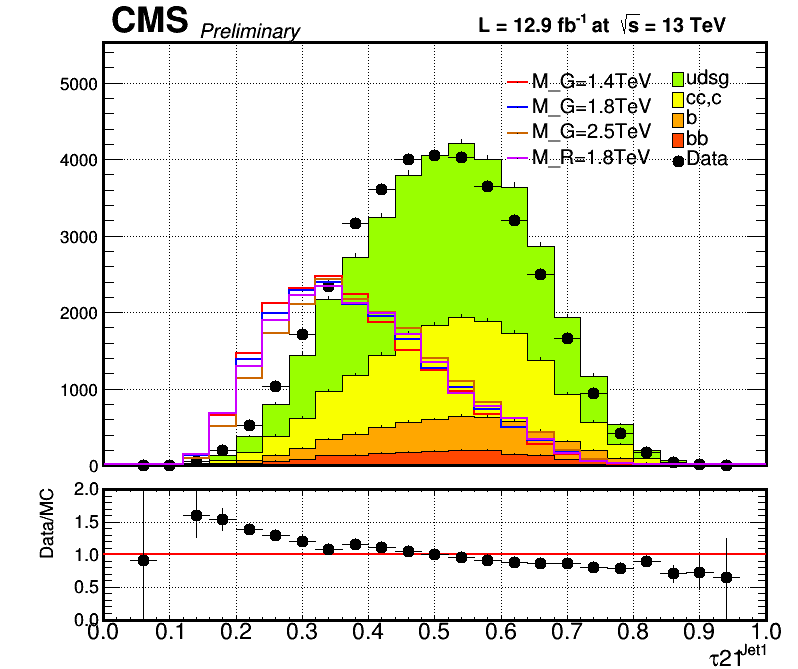 CMS Preliminary L = 12.9 fb⁻¹ at √s = 13 TeV
5000
4000
3000
2000
1000
0
M_G=1.4TeV
M_G=1.8TeV
M_G=2.5TeV
M_R=1.8TeV
udsg
cc,c
b
bb
Data
Data/MC
2.0
1.5
1.0
0.5
0.0
0.0 0.1 0.2 0.3 0.4 0.5 0.6 0.7 0.8 0.9 1.0
τ21^Jet1